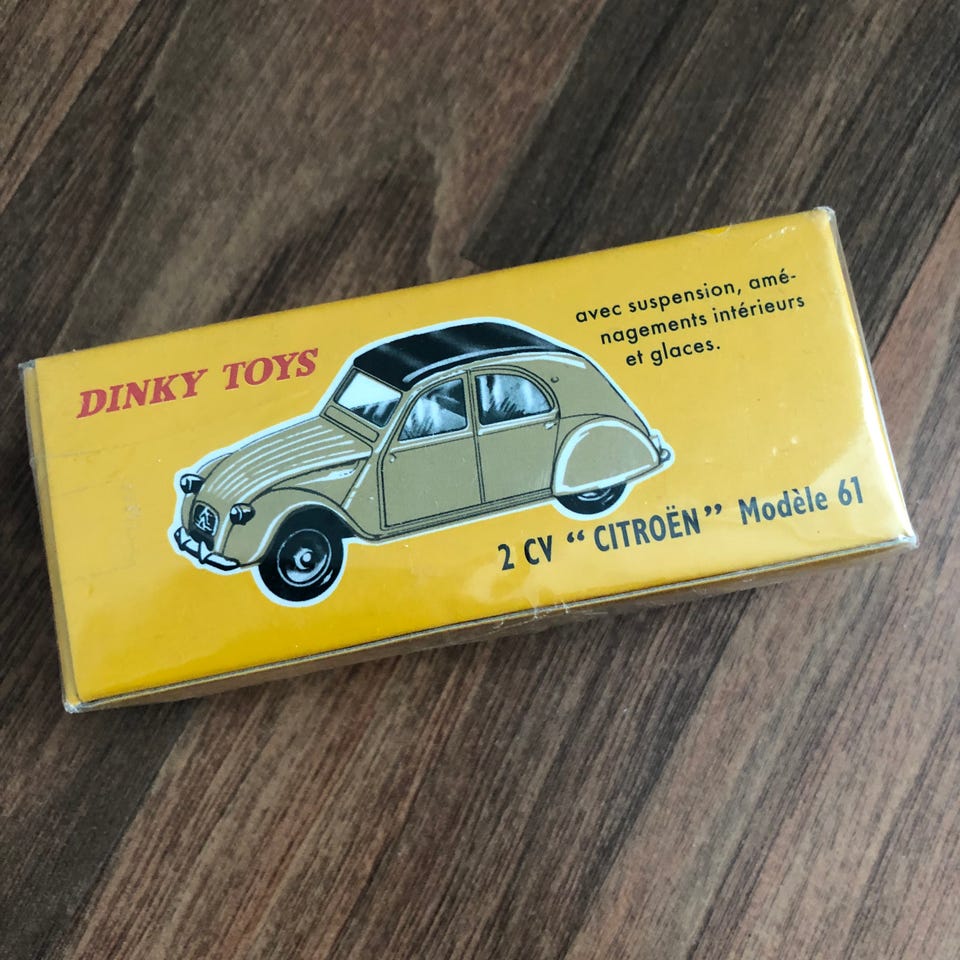 DINKY TOYS
avec suspension, amé-
nagements intérieurs
et glaces.
2 CV “CITROËN” Modèle 61